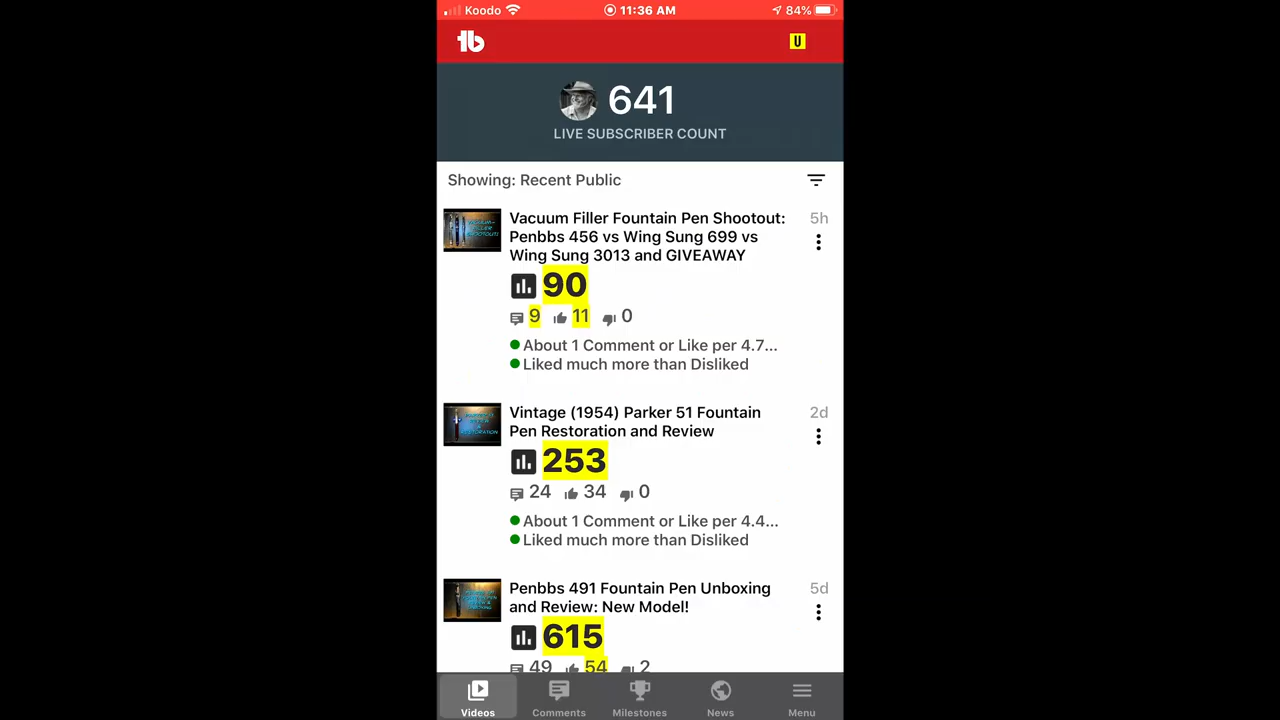 Koodo 11:36 AM 84%
tb U
641
LIVE SUBSCRIBER COUNT
Showing: Recent Public
Vacuum Filler Fountain Pen Shootout: 5h
Penbbs 456 vs Wing Sung 699 vs
Wing Sung 3013 and GIVEAWAY
90
9 11 0
About 1 Comment or Like per 4.7...
Liked much more than Disliked
Vintage (1954) Parker 51 Fountain 2d
Pen Restoration and Review
253
24 34 0
About 1 Comment or Like per 4.4...
Liked much more than Disliked
Penbbs 491 Fountain Pen Unboxing 5d
and Review: New Model!
615
49 54 2
Videos Comments Milestones News Menu